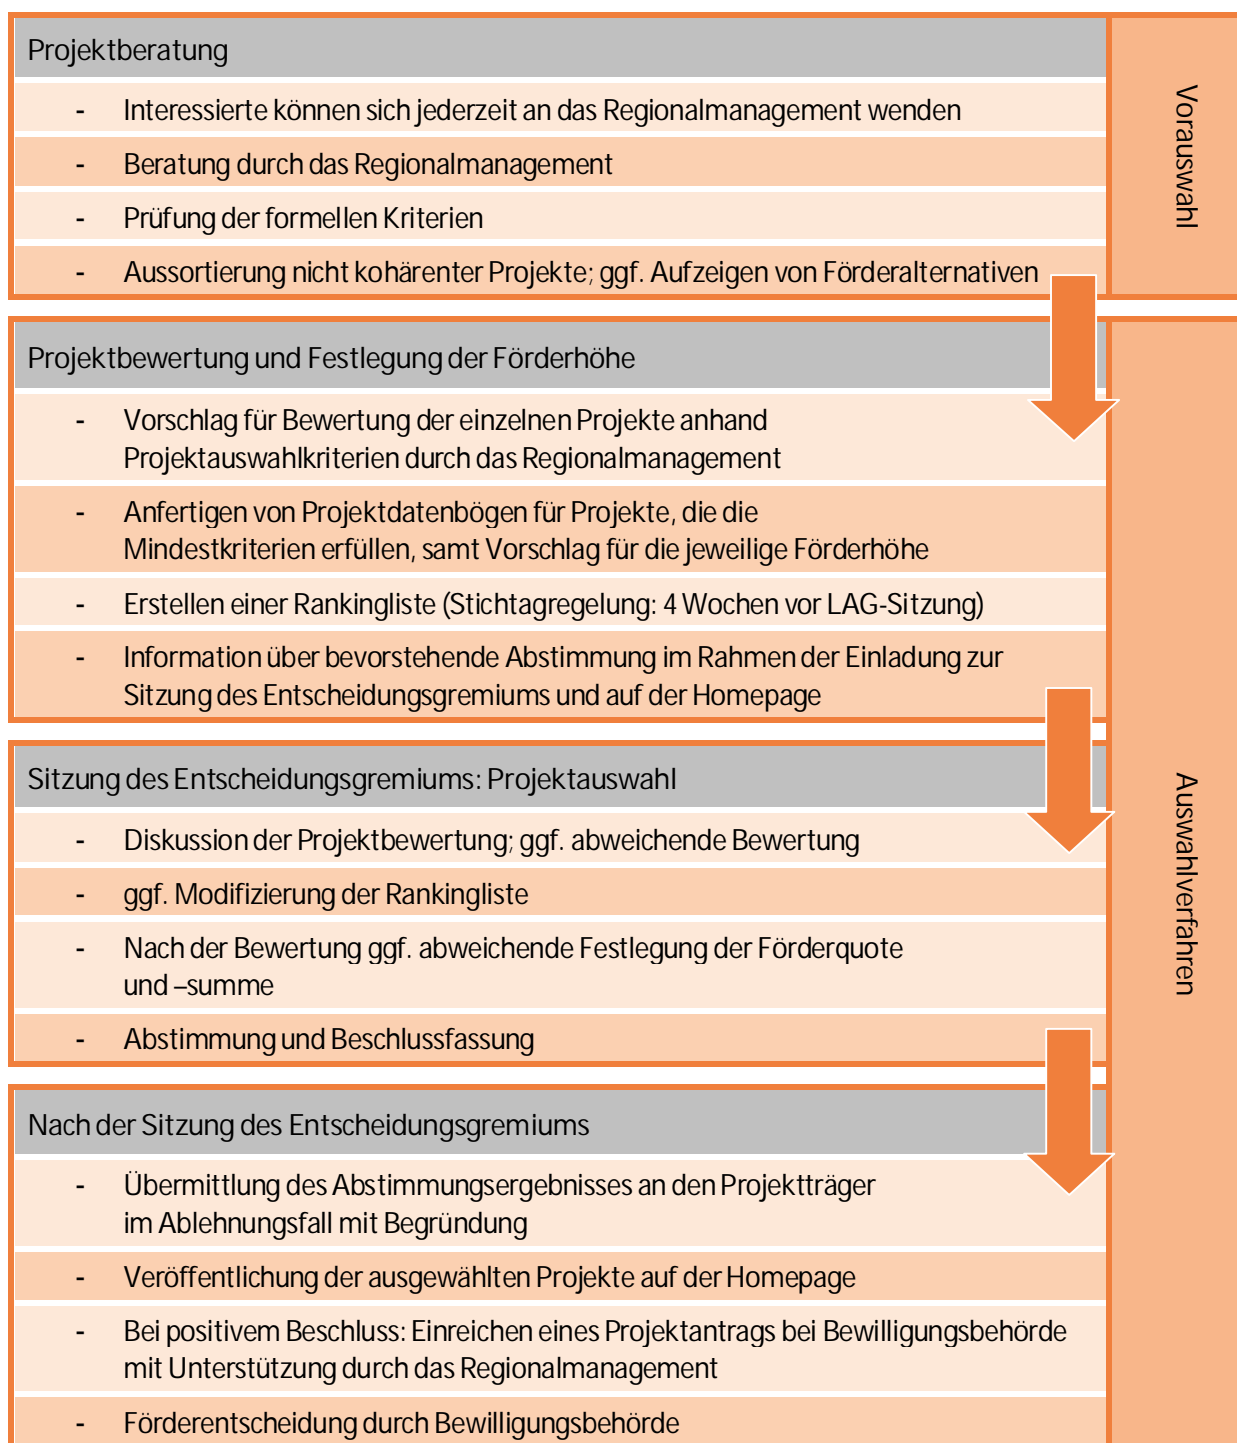 Projektberatung
- Interessierte können sich jederzeit an das Regionalmanagement wenden
- Beratung durch das Regionalmanagement
- Prüfung der formellen Kriterien
- Aussortierung nicht kohärenter Projekte; ggf. Aufzeigen von Förderalternativen
Vorauswahl
Projektbewertung und Festlegung der Förderhöhe
- Vorschlag für Bewertung der einzelnen Projekte anhand
Projektauswahlkriterien durch das Regionalmanagement
- Anfertigen von Projektdatenbögen für Projekte, die die
Mindestkriterien erfüllen, samt Vorschlag für die jeweilige Förderhöhe
- Erstellen einer Rankingliste (Stichtagregelung: 4 Wochen vor LAG-Sitzung)
- Information über bevorstehende Abstimmung im Rahmen der Einladung zur
Sitzung des Entscheidungsgremiums und auf der Homepage
Sitzung des Entscheidungsgremiums: Projektauswahl
- Diskussion der Projektbewertung; ggf. abweichende Bewertung
- ggf. Modifizierung der Rankingliste
- Nach der Bewertung ggf. abweichende Festlegung der Förderquote
und –summe
- Abstimmung und Beschlussfassung
Nach der Sitzung des Entscheidungsgremiums
- Übermittlung des Abstimmungsergebnisses an den Projektträger
im Ablehnungsfall mit Begründung
- Veröffentlichung der ausgewählten Projekte auf der Homepage
- Bei positivem Beschluss: Einreichen eines Projektantrags bei Bewilligungsbehörde
mit Unterstützung durch das Regionalmanagement
- Förderentscheidung durch Bewilligungsbehörde
Auswahlverfahren